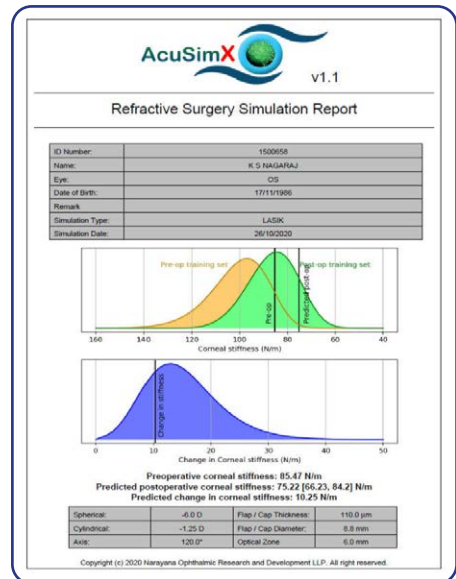 AcuSimX
v1.1
Refractive Surgery Simulation Report
ID Number: 1500658
Name: K S NAGARAJ
Eye: OS
Date of Birth: 17/11/1986
Remark
Simulation Type: LASIK
Simulation Date: 26/10/2020
Pre-op training set Post-op training set
Pre-op
Predicted post-op
160 140 120 100 80 60 40
Corneal stiffness (N/m)
Change in stiffness
0 10 20 30 40 50
Change in Corneal stiffness (N/m)
Preoperative corneal stiffness: 85.47 N/m
Predicted postoperative corneal stiffness: 75.22 [66.23, 84.2] N/m
Predicted change in corneal stiffness: 10.25 N/m
Spherical: -6.0 D Flap / Cap Thickness: 110.0 μm
Cylindrical: -1.25 D Flap / Cap Diameter: 8.8 mm
Axis: 120.0° Optical Zone 6.0 mm
Copyright (c) 2020 Narayana Ophthalmic Research and Development LLP. All right reserved.